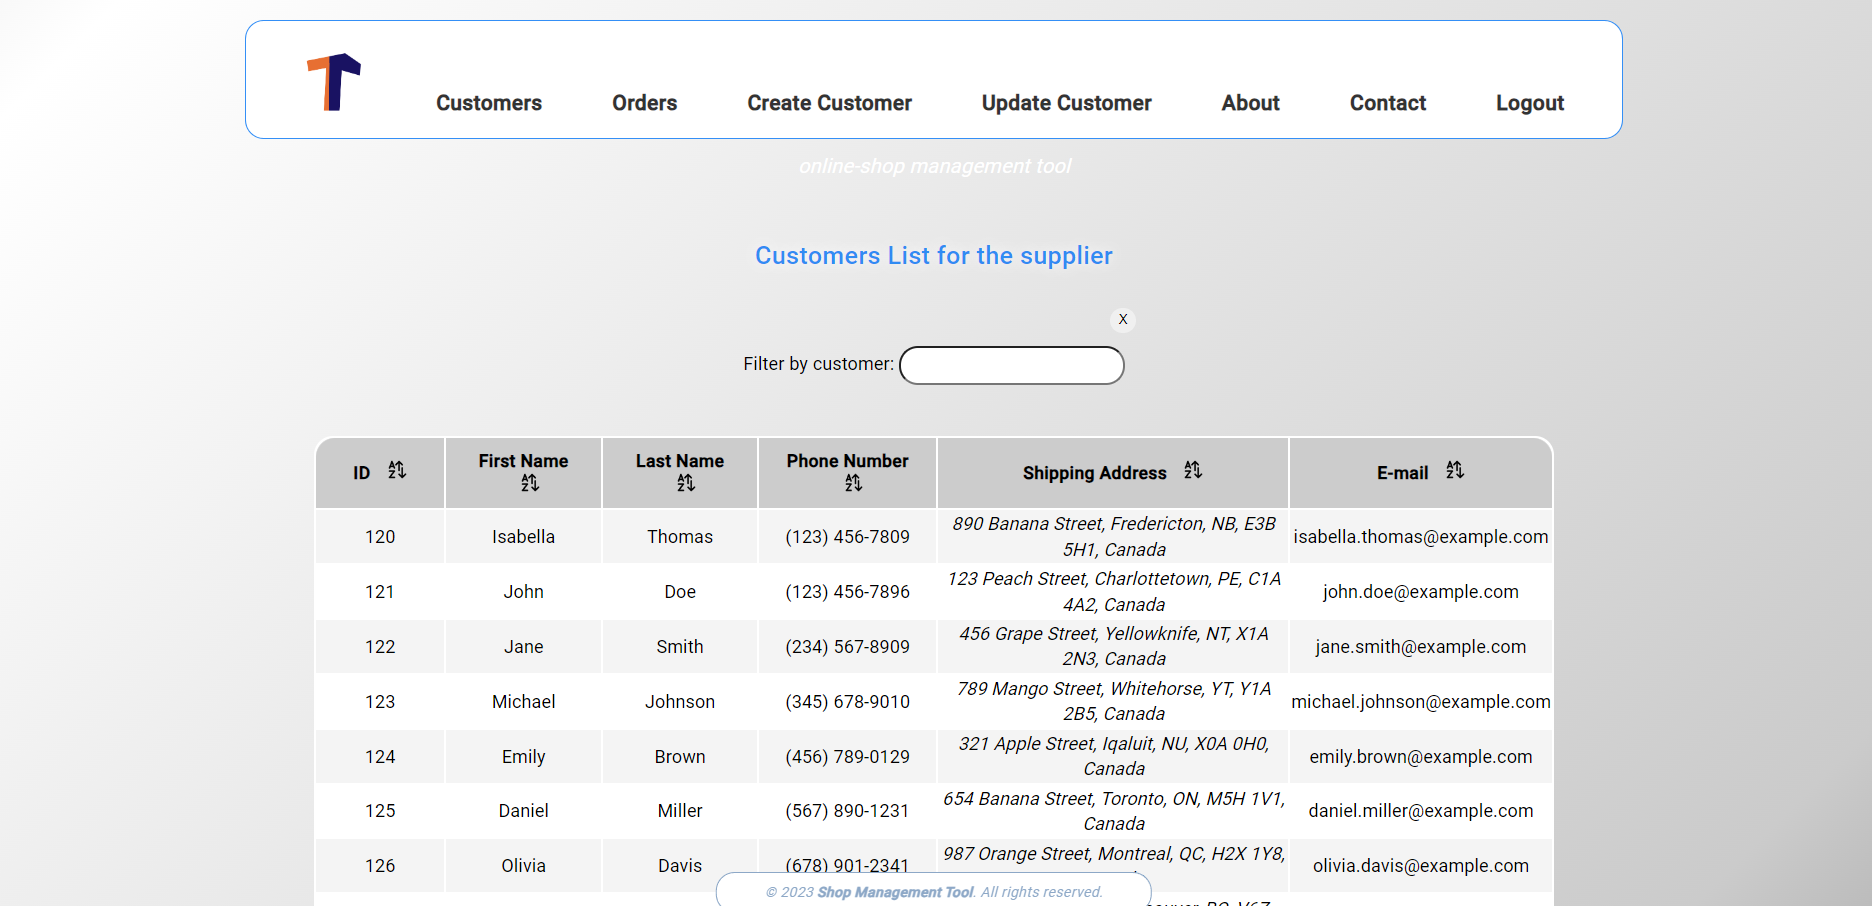 Customers Orders Create Customer Update Customer About Contact Logout
online-shop management tool
Customers List for the supplier
X
Filter by customer:
ID First Name Last Name Phone Number Shipping Address E-mail
120 Isabella Thomas (123) 456-7809 890 Banana Street, Fredericton, NB, E3B isabella.thomas@example.com
5H1, Canada
121 John Doe (123) 456-7896 123 Peach Street, Charlottetown, PE, C1A john.doe@example.com
4A2, Canada
122 Jane Smith (234) 567-8909 456 Grape Street, Yellowknife, NT, X1A jane.smith@example.com
2N3, Canada
123 Michael Johnson (345) 678-9010 789 Mango Street, Whitehorse, YT, Y1A michael.johnson@example.com
2B5, Canada
124 Emily Brown (456) 789-0129 321 Apple Street, Iqaluit, NU, X0A 0H0, emily.brown@example.com
Canada
125 Daniel Miller (567) 890-1231 654 Banana Street, Toronto, ON, M5H 1V1, daniel.miller@example.com
Canada
126 Olivia Davis (678) 901-2341 987 Orange Street, Montreal, QC, H2X 1Y8, olivia.davis@example.com
© 2023 Shop Management Tool. All rights reserved.